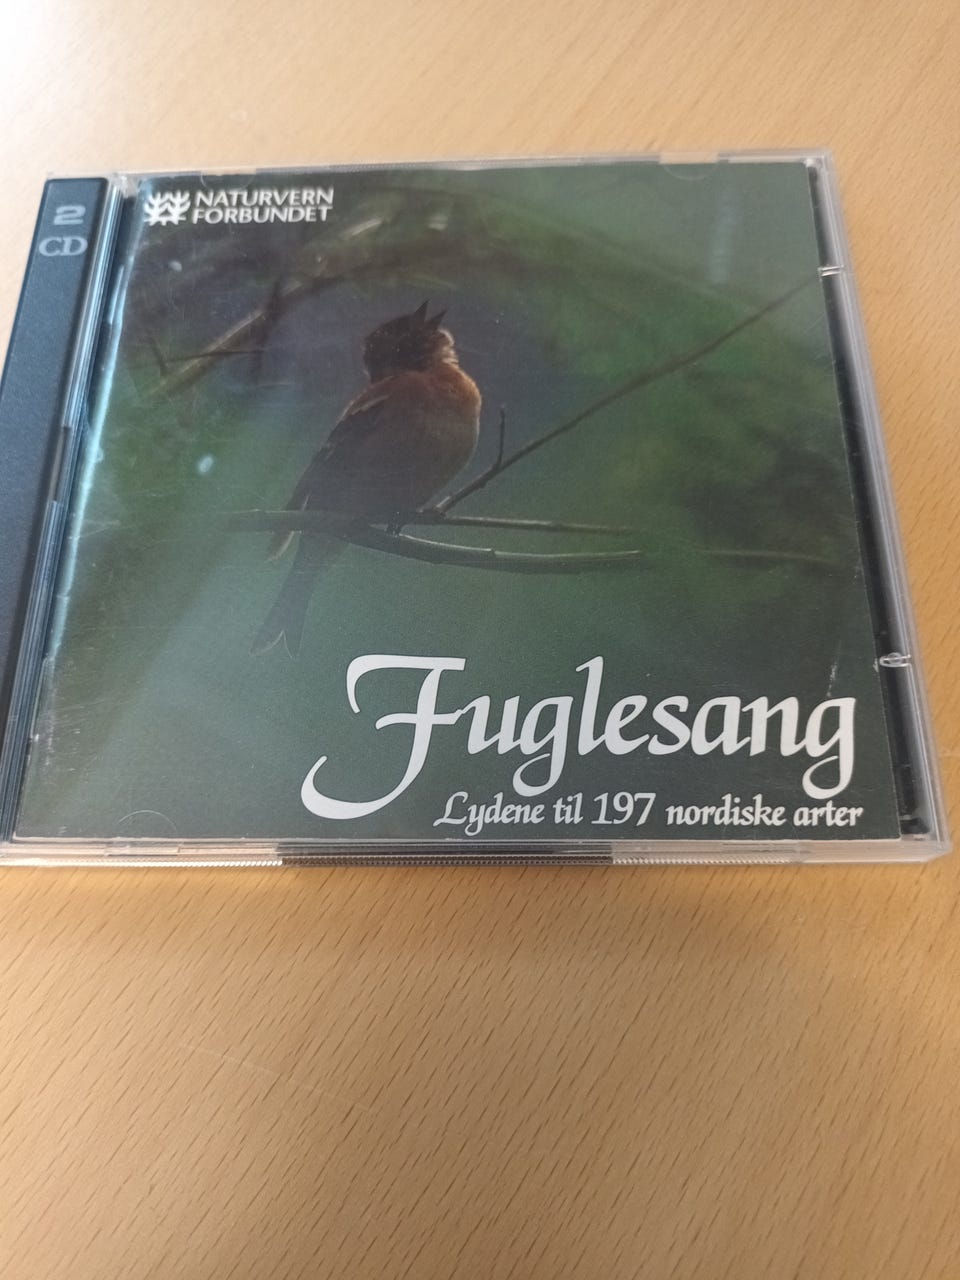 2
CD
NATURVERN
FORBUNDET
Fuglesang
Lydene til 197 nordiske arter